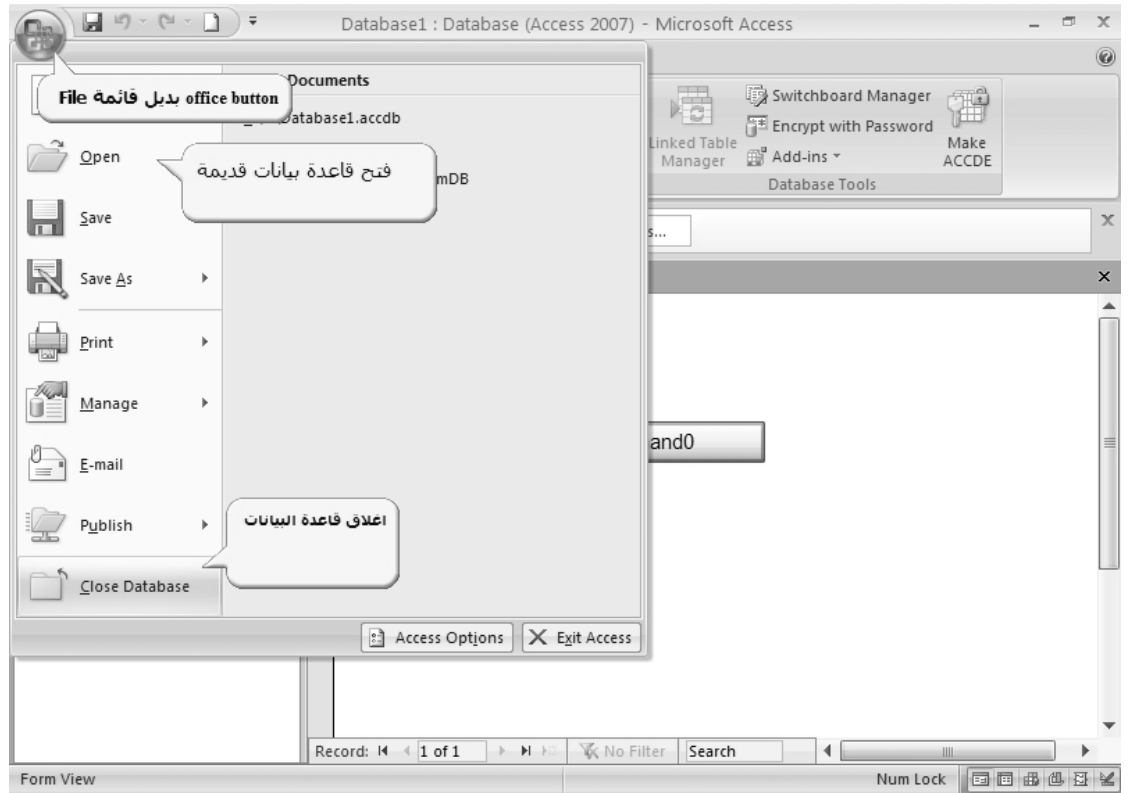 Database1 : Database (Access 2007) - Microsoft Access
office button بديل قائمة File
Documents
Database1.accdb
mDB
Open
فتح قاعدة بيانات قديمة
Save
Save As
Print
Manage
E-mail
Publish
اغلاق قاعدة البيانات
Close Database
Access Options
Exit Access
Linked Table Manager
Switchboard Manager
Encrypt with Password
Add-ins
Make ACCDE
Database Tools
s...
and0
Record:
1 of 1
No Filter
Search
Form View
Num Lock